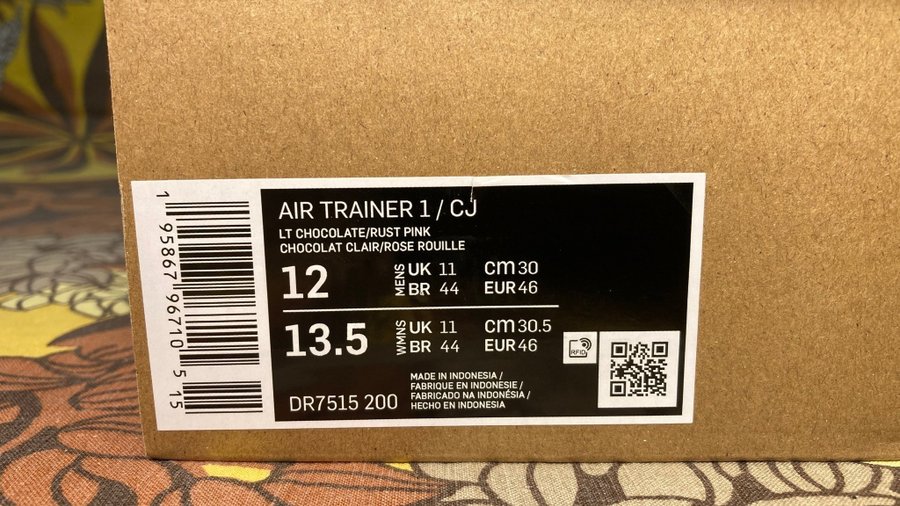 1 95867 96710 5 15
AIR TRAINER 1 / CJ
LT CHOCOLATE/RUST PINK
CHOCOLAT CLAIR/ROSE ROUILLE
12 MENS UK 11 CM 30
BR 44 EUR 46
13.5 WMNS UK 11 CM 30.5
BR 44 EUR 46
RFID
MADE IN INDONESIA /
FABRIQUE EN INDONESIE /
FABRICADO NA INDONÉSIA /
HECHO EN INDONESIA
DR7515 200